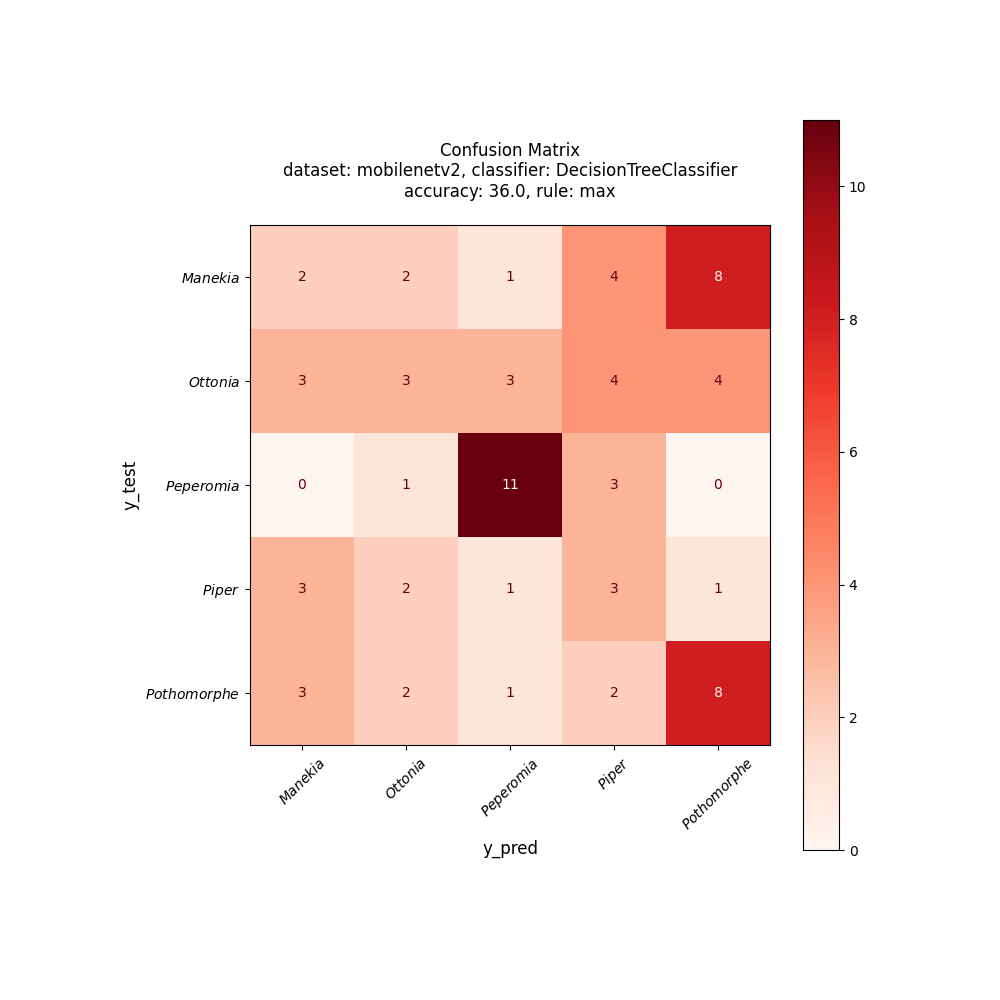 Confusion Matrix
dataset: mobilenetv2, classifier: DecisionTreeClassifier
accuracy: 36.0, rule: max
y_test
Manekia 2 2 1 4 8
Ottonia 3 3 3 4 4
Peperomia 0 1 11 3 0
Piper 3 2 1 3 1
Pothomorphe 3 2 1 2 8
Manekia Ottonia Peperomia Piper Pothomorphe
y_pred
10
8
6
4
2
0